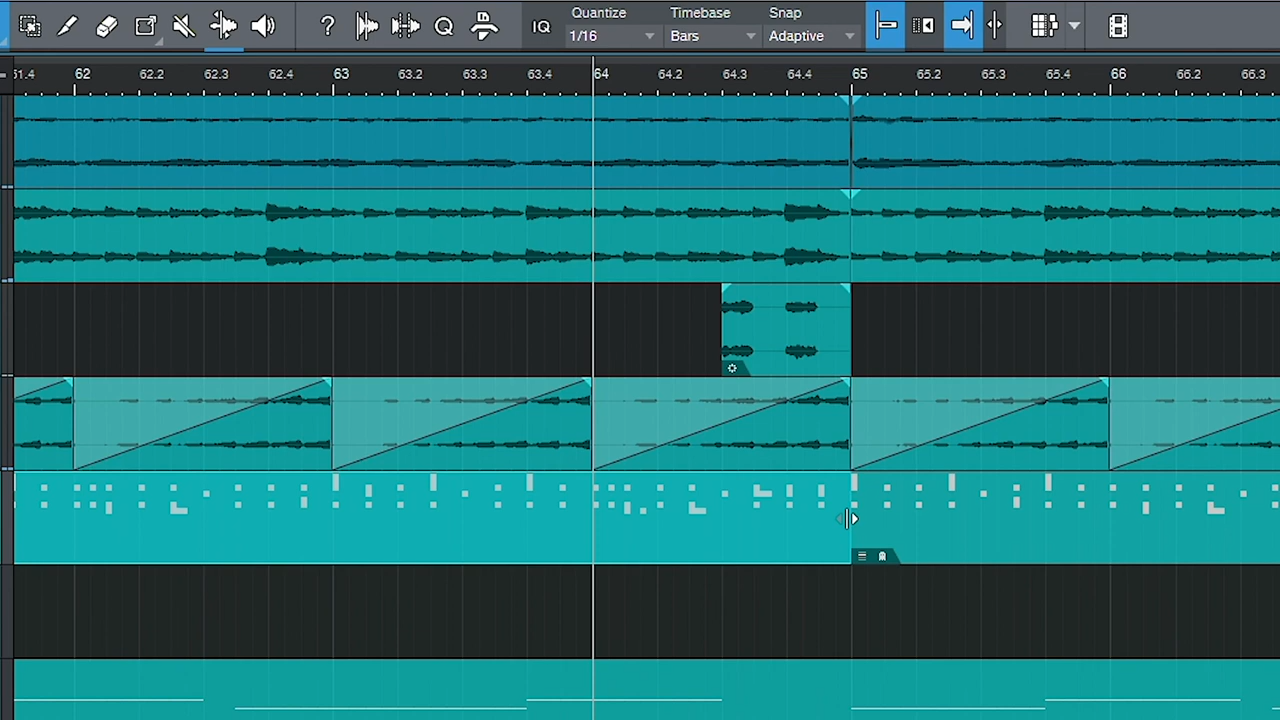 ? Q IQ Quantize Timebase Snap
1/16 Bars Adaptive
61.4 62 62.2 62.3 62.4 63 63.2 63.3 63.4 64 64.2 64.3 64.4 65 65.2 65.3 65.4 66 66.2 66.3